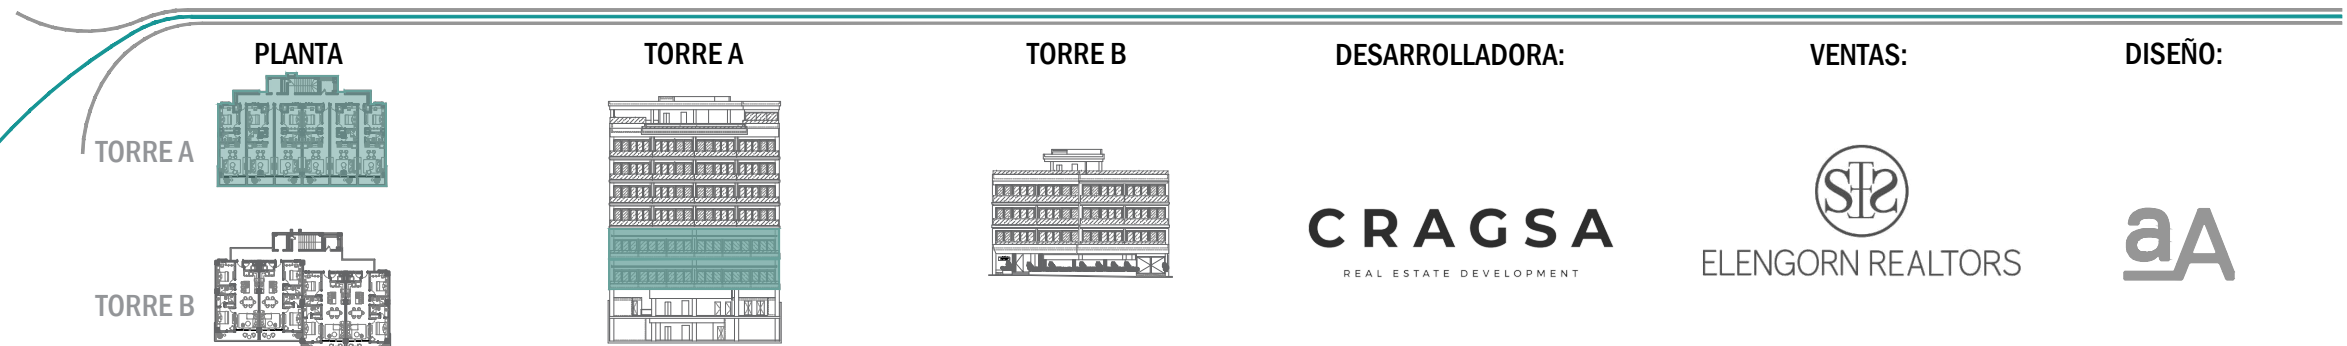 PLANTA
TORRE A
TORRE B
DESARROLLADORA:
VENTAS:
DISEÑO:
TORRE A
TORRE B
CRAGSA
REAL ESTATE DEVELOPMENT
ELENGORN REALTORS
aA